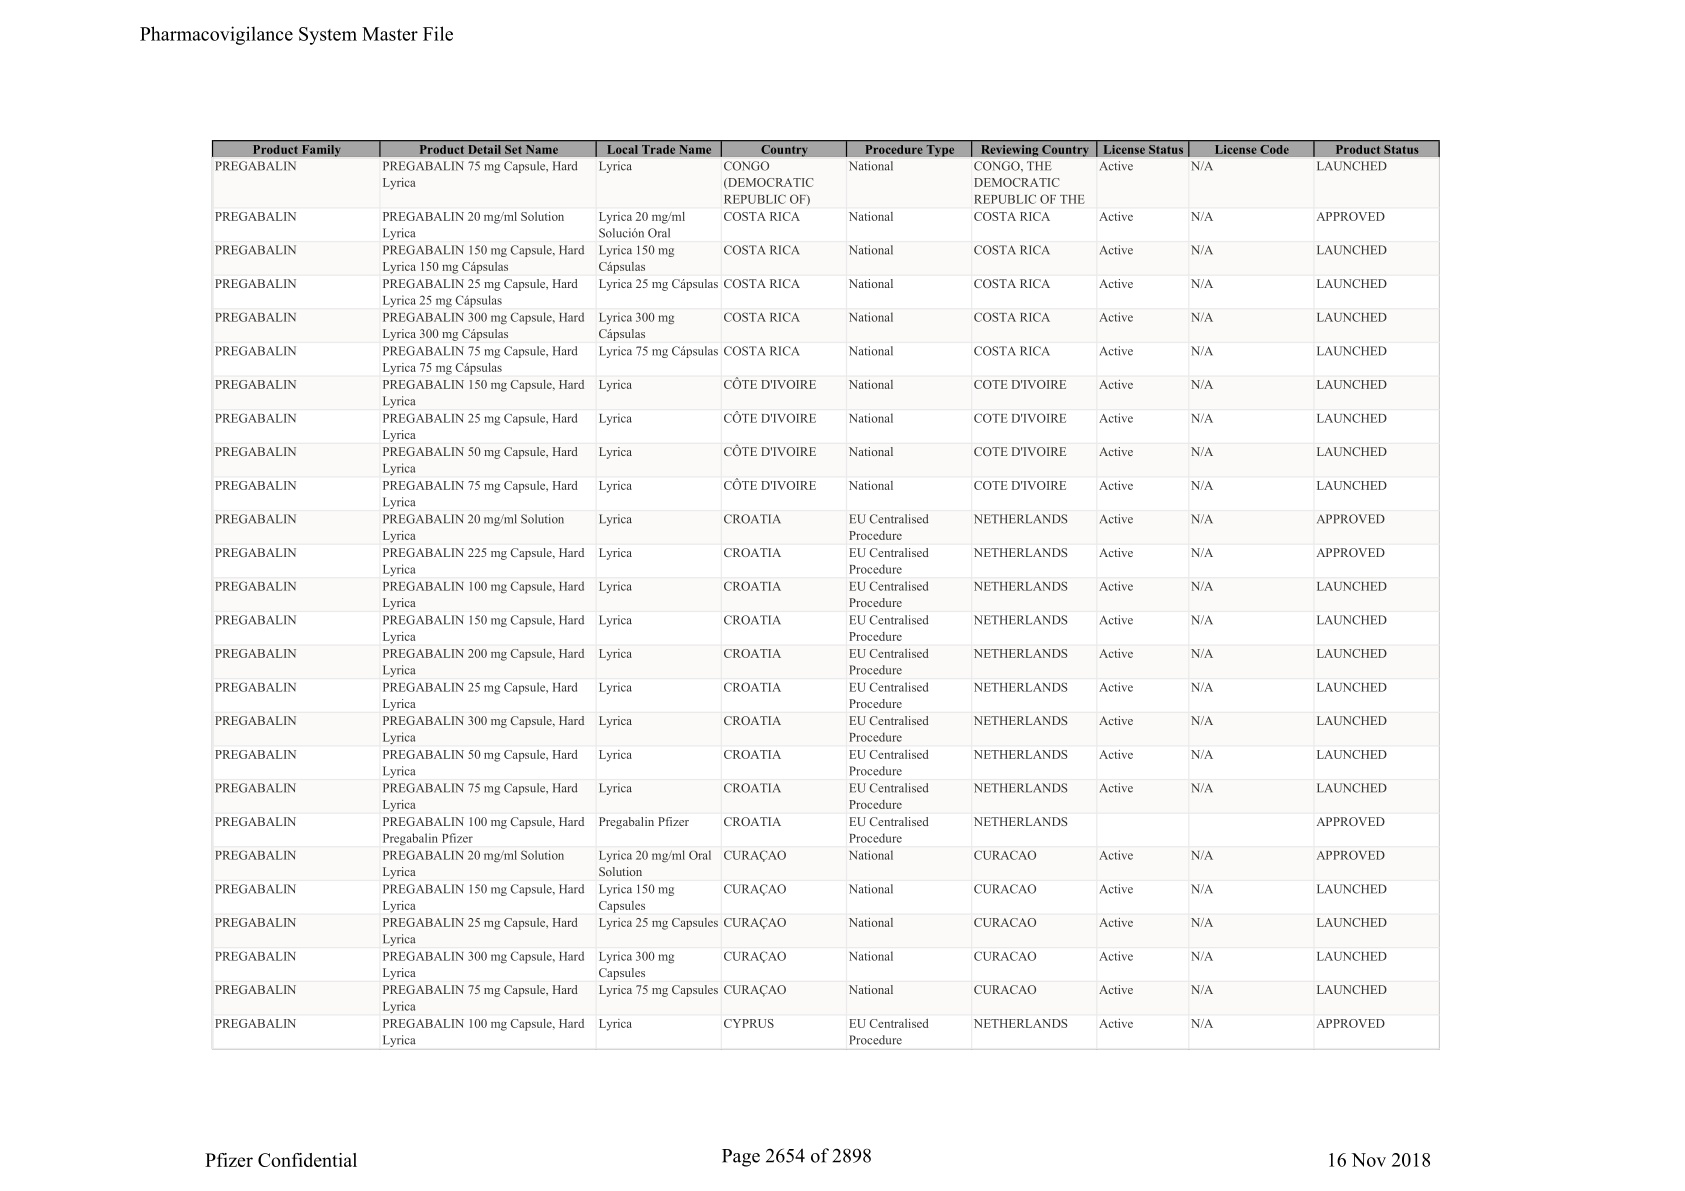 Pharmacovigilance System Master File
Product Family Product Detail Set Name Local Trade Name Country Procedure Type Reviewing Country License Status License Code Product Status
PREGABALIN PREGABALIN 75 mg Capsule, Hard Lyrica CONGO National CONGO, THE Active N/A LAUNCHED
Lyrica (DEMOCRATIC DEMOCRATIC
REPUBLIC OF) REPUBLIC OF THE
PREGABALIN PREGABALIN 20 mg/ml Solution Lyrica 20 mg/ml COSTA RICA National COSTA RICA Active N/A APPROVED
Lyrica Solución Oral
PREGABALIN PREGABALIN 150 mg Capsule, Hard Lyrica 150 mg COSTA RICA National COSTA RICA Active N/A LAUNCHED
Lyrica 150 mg Cápsulas Cápsulas
PREGABALIN PREGABALIN 25 mg Capsule, Hard Lyrica 25 mg Cápsulas COSTA RICA National COSTA RICA Active N/A LAUNCHED
Lyrica 25 mg Cápsulas
PREGABALIN PREGABALIN 300 mg Capsule, Hard Lyrica 300 mg COSTA RICA National COSTA RICA Active N/A LAUNCHED
Lyrica 300 mg Cápsulas Cápsulas
PREGABALIN PREGABALIN 75 mg Capsule, Hard Lyrica 75 mg Cápsulas COSTA RICA National COSTA RICA Active N/A LAUNCHED
Lyrica 75 mg Cápsulas
PREGABALIN PREGABALIN 150 mg Capsule, Hard Lyrica CÔTE D'IVOIRE National COTE D'IVOIRE Active N/A LAUNCHED
Lyrica
PREGABALIN PREGABALIN 25 mg Capsule, Hard Lyrica CÔTE D'IVOIRE National COTE D'IVOIRE Active N/A LAUNCHED
Lyrica
PREGABALIN PREGABALIN 50 mg Capsule, Hard Lyrica CÔTE D'IVOIRE National COTE D'IVOIRE Active N/A LAUNCHED
Lyrica
PREGABALIN PREGABALIN 75 mg Capsule, Hard Lyrica CÔTE D'IVOIRE National COTE D'IVOIRE Active N/A LAUNCHED
Lyrica
PREGABALIN PREGABALIN 20 mg/ml Solution Lyrica CROATIA EU Centralised NETHERLANDS Active N/A APPROVED
Lyrica Procedure
PREGABALIN PREGABALIN 225 mg Capsule, Hard Lyrica CROATIA EU Centralised NETHERLANDS Active N/A APPROVED
Lyrica Procedure
PREGABALIN PREGABALIN 100 mg Capsule, Hard Lyrica CROATIA EU Centralised NETHERLANDS Active N/A LAUNCHED
Lyrica Procedure
PREGABALIN PREGABALIN 150 mg Capsule, Hard Lyrica CROATIA EU Centralised NETHERLANDS Active N/A LAUNCHED
Lyrica Procedure
PREGABALIN PREGABALIN 200 mg Capsule, Hard Lyrica CROATIA EU Centralised NETHERLANDS Active N/A LAUNCHED
Lyrica Procedure
PREGABALIN PREGABALIN 25 mg Capsule, Hard Lyrica CROATIA EU Centralised NETHERLANDS Active N/A LAUNCHED
Lyrica Procedure
PREGABALIN PREGABALIN 300 mg Capsule, Hard Lyrica CROATIA EU Centralised NETHERLANDS Active N/A LAUNCHED
Lyrica Procedure
PREGABALIN PREGABALIN 50 mg Capsule, Hard Lyrica CROATIA EU Centralised NETHERLANDS Active N/A LAUNCHED
Lyrica Procedure
PREGABALIN PREGABALIN 75 mg Capsule, Hard Lyrica CROATIA EU Centralised NETHERLANDS Active N/A LAUNCHED
Lyrica Procedure
PREGABALIN PREGABALIN 100 mg Capsule, Hard Pregabalin Pfizer CROATIA EU Centralised NETHERLANDS APPROVED
Pregabalin Pfizer Procedure
PREGABALIN PREGABALIN 20 mg/ml Solution Lyrica 20 mg/ml Oral CURAÇAO National CURACAO Active N/A APPROVED
Lyrica Solution
PREGABALIN PREGABALIN 150 mg Capsule, Hard Lyrica 150 mg CURAÇAO National CURACAO Active N/A LAUNCHED
Lyrica Capsules
PREGABALIN PREGABALIN 25 mg Capsule, Hard Lyrica 25 mg Capsules CURAÇAO National CURACAO Active N/A LAUNCHED
Lyrica
PREGABALIN PREGABALIN 300 mg Capsule, Hard Lyrica 300 mg CURAÇAO National CURACAO Active N/A LAUNCHED
Lyrica Capsules
PREGABALIN PREGABALIN 75 mg Capsule, Hard Lyrica 75 mg Capsules CURAÇAO National CURACAO Active N/A LAUNCHED
Lyrica
PREGABALIN PREGABALIN 100 mg Capsule, Hard Lyrica CYPRUS EU Centralised NETHERLANDS Active N/A APPROVED
Lyrica Procedure
Pfizer Confidential Page 2654 of 2898 16 Nov 2018